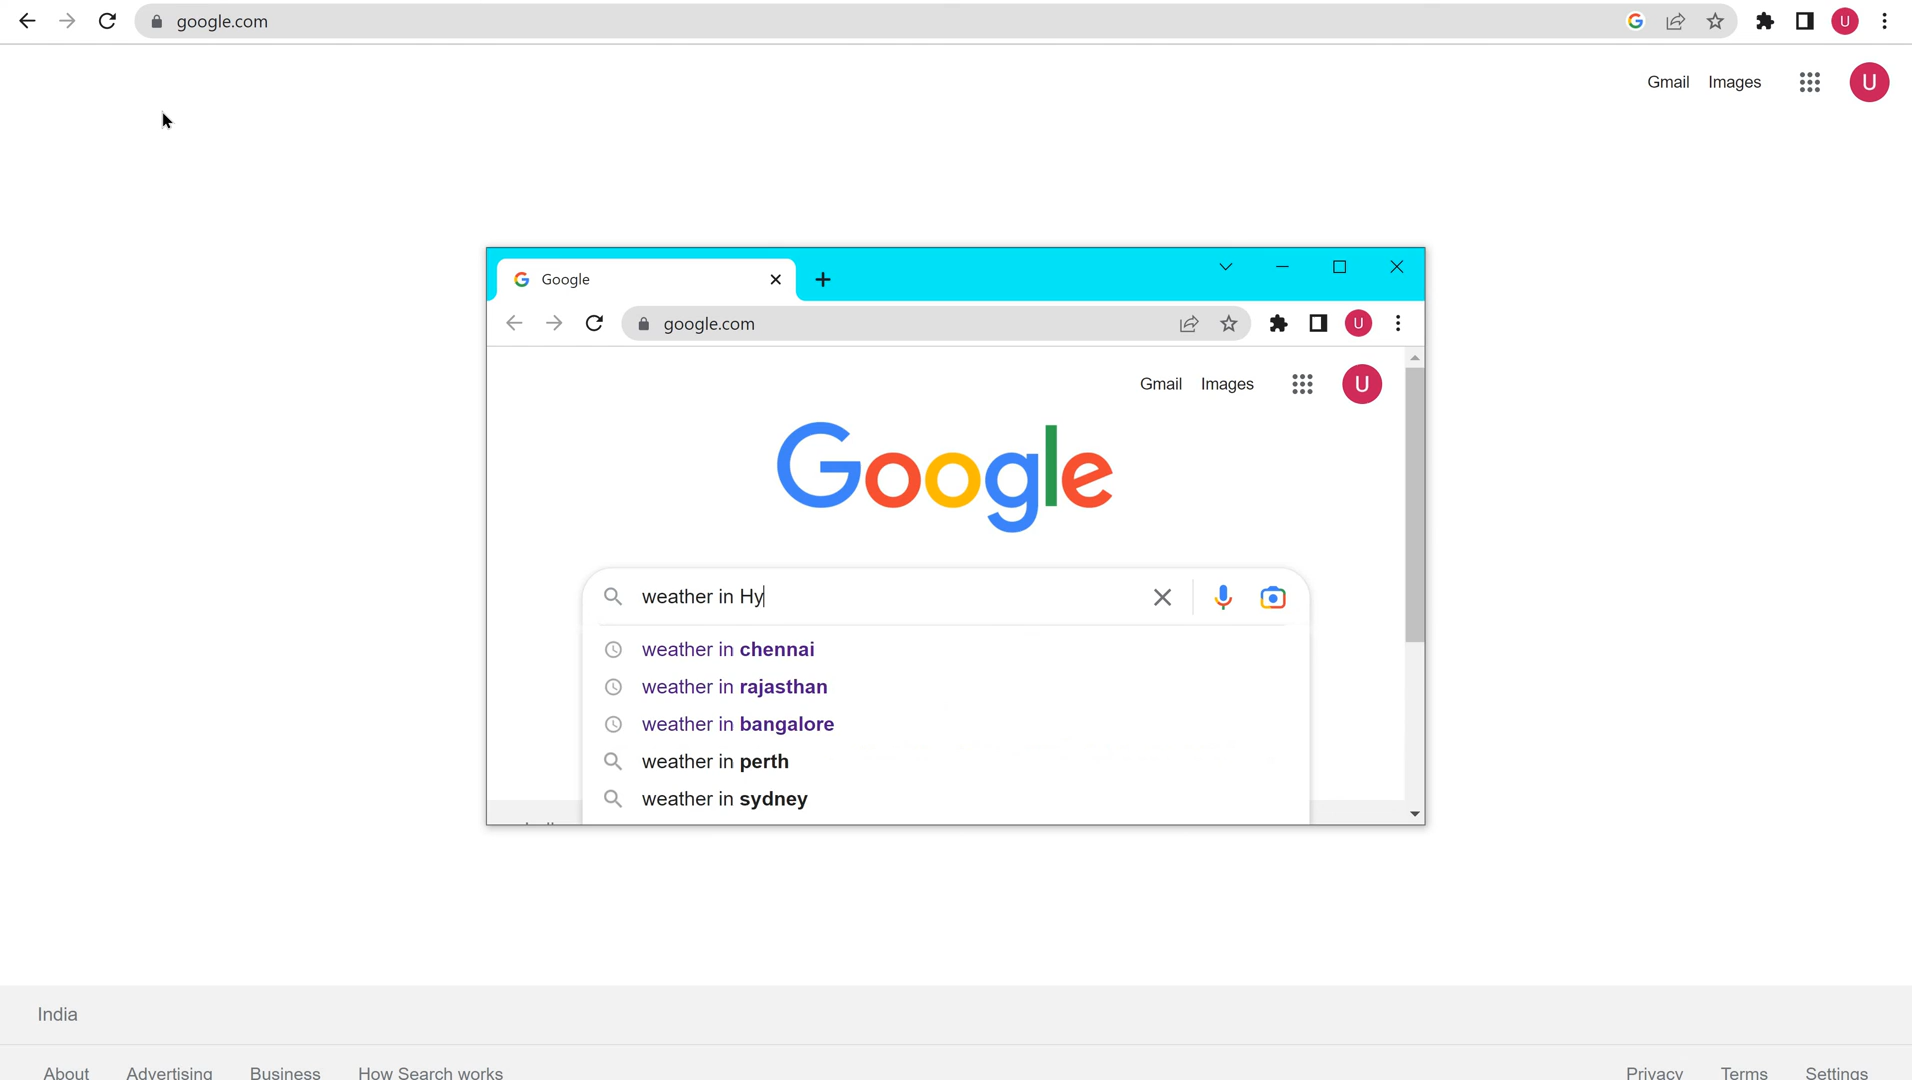 google.com
U
Gmail Images U
Google
google.com U
Gmail Images U
Google
weather in Hy
weather in chennai
weather in rajasthan
weather in bangalore
weather in perth
weather in sydney
India
About Advertising Business How Search works Privacy Terms Settings